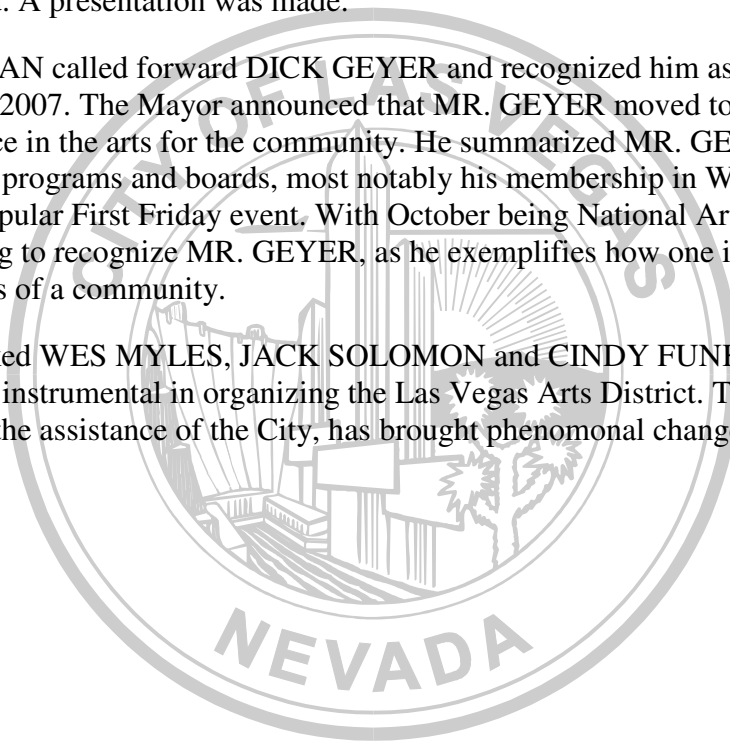 . A presentation was made.
AN called forward DICK GEYER and recognized him as
2007. The Mayor announced that MR. GEYER moved to
ce in the arts for the community. He summarized MR. GE
programs and boards, most notably his membership in W
pular First Friday event. With October being National Ar
g to recognize MR. GEYER, as he exemplifies how one i
s of a community.
ked WES MYLES, JACK SOLOMON and CINDY FUNK
instrumental in organizing the Las Vegas Arts District. T
the assistance of the City, has brought phenomonal change
CITY OF LAS VEGAS
NEVADA